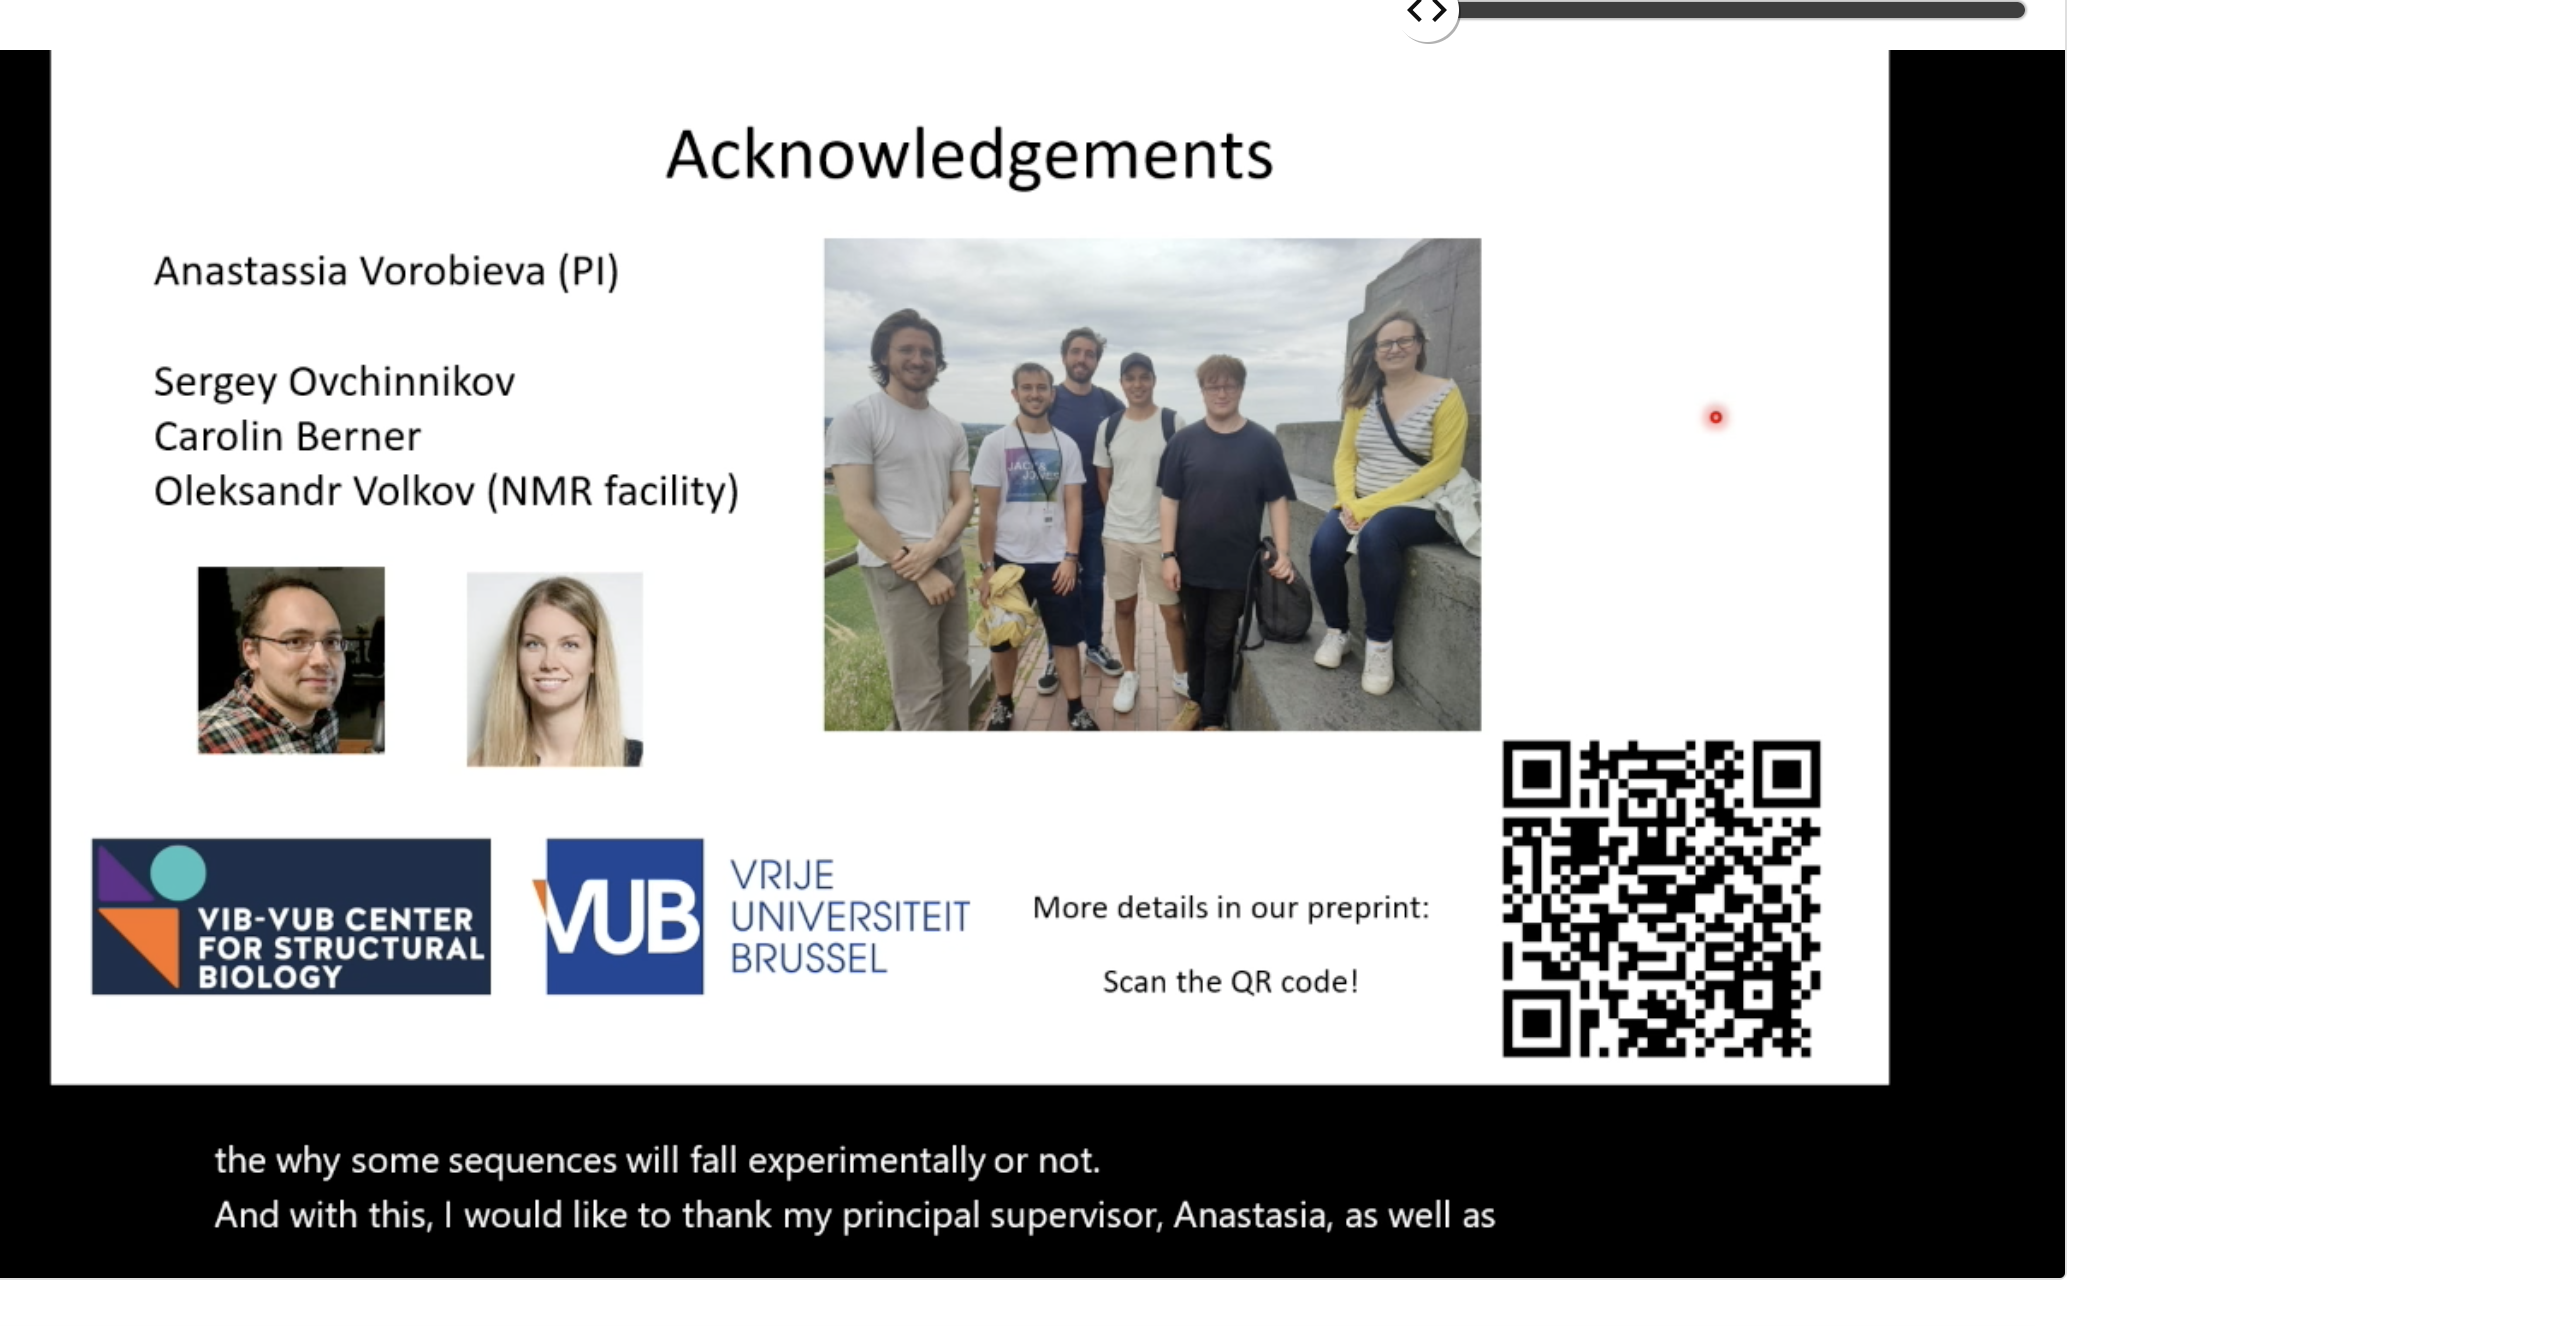 Acknowledgements
Anastassia Vorobieva (PI)
Sergey Ovchinnikov
Carolin Berner
Oleksandr Volkov (NMR facility)
JACK &
JONES
VIB-VUB CENTER
FOR STRUCTURAL
BIOLOGY
VUB
VRIJE
UNIVERSITEIT
BRUSSEL
More details in our preprint:
Scan the QR code!
the why some sequences will fall experimentally or not.
And with this, I would like to thank my principal supervisor, Anastasia, as well as